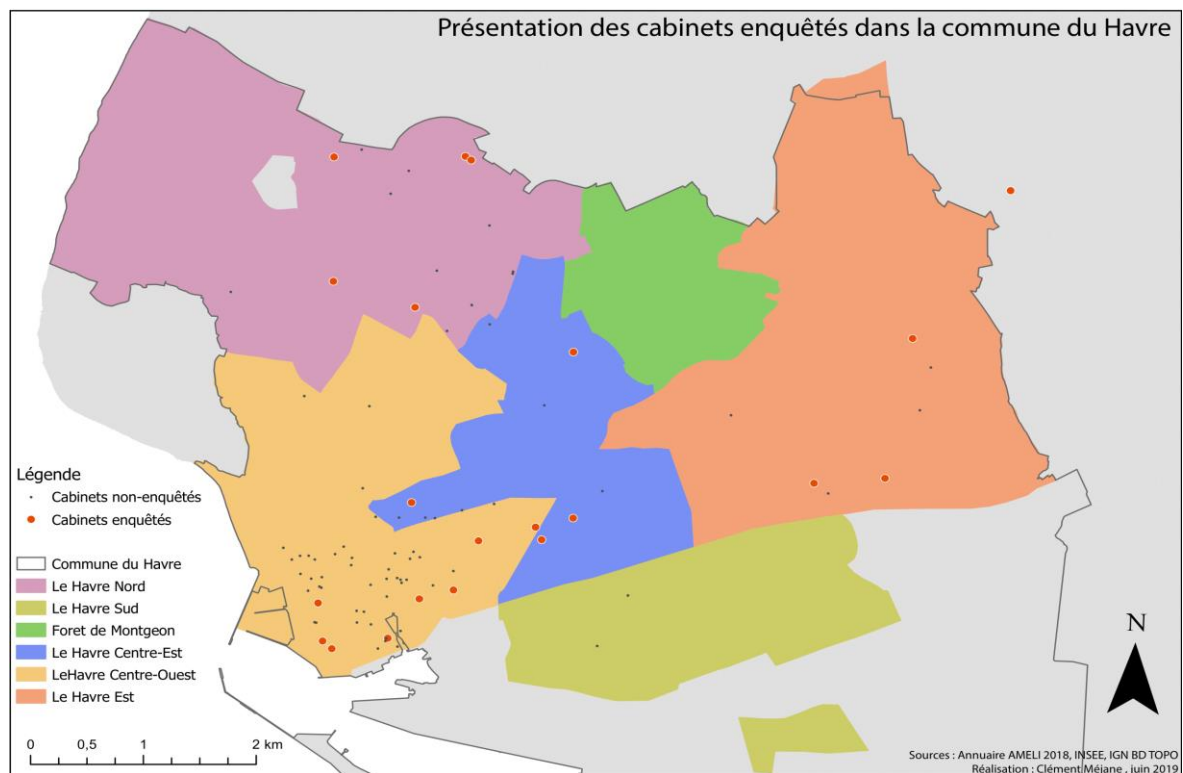 Présentation des cabinets enquêtés dans la commune du Havre
Légende
Cabinets non-enquêtés
Cabinets enquêtés
Commune du Havre
Le Havre Nord
Le Havre Sud
Foret de Montgeon
Le Havre Centre-Est
LeHavre Centre-Ouest
Le Havre Est
0 0,5 1 2 km
N
Sources : Annuaire AMELI 2018, INSEE, IGN BD TOPO
Réalisation : Clément Méjane , juin 2019